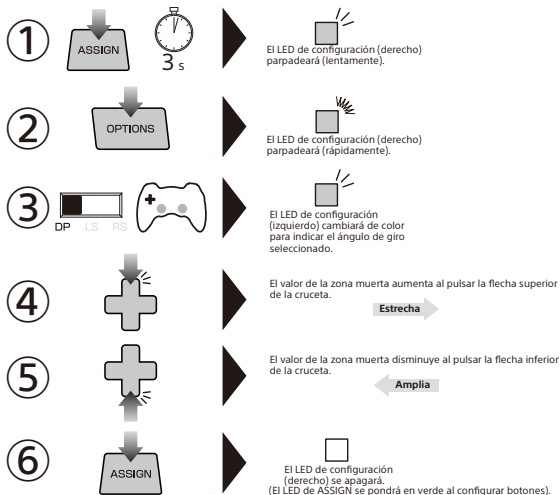 1
ASSIGN
3 s
El LED de configuración (derecho)
parpadeará (lentamente).
2
OPTIONS
El LED de configuración (derecho)
parpadeará (rápidamente).
3
DP LS RS
El LED de configuración
(izquierdo) cambiará de color
para indicar el ángulo de giro
seleccionado.
4
El valor de la zona muerta aumenta al pulsar la flecha superior
de la cruceta.
Estrecha
5
El valor de la zona muerta disminuye al pulsar la flecha inferior
de la cruceta.
Amplia
6
ASSIGN
El LED de configuración
(derecho) se apagará.
(El LED de ASSIGN se pondrá en verde al configurar botones).